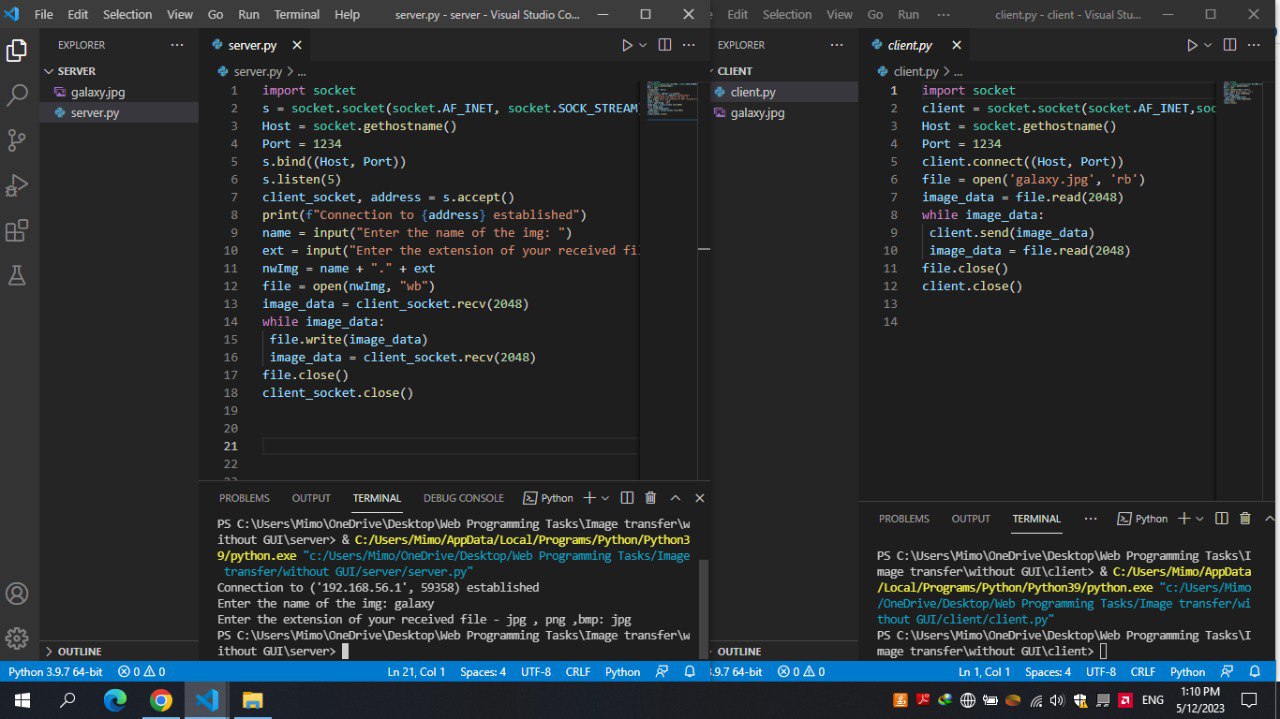 File Edit Selection View Go Run Terminal Help server.py - server - Visual Studio Co...
EXPLORER
SERVER
galaxy.jpg
server.py
OUTLINE
server.py
server.py > ...
1 import socket
2 s = socket.socket(socket.AF_INET, socket.SOCK_STREAM
3 Host = socket.gethostname()
4 Port = 1234
5 s.bind((Host, Port))
6 s.listen(5)
7 client_socket, address = s.accept()
8 print(f"Connection to {address} established")
9 name = input("Enter the name of the img: ")
10 ext = input("Enter the extension of your received fi
11 nwImg = name + "." + ext
12 file = open(nwImg, "wb")
13 image_data = client_socket.recv(2048)
14 while image_data:
15 file.write(image_data)
16 image_data = client_socket.recv(2048)
17 file.close()
18 client_socket.close()
19
20
21
22
PROBLEMS OUTPUT TERMINAL DEBUG CONSOLE Python
PS C:\Users\Mimo\OneDrive\Desktop\Web Programming Tasks\Image transfer\w
ithout GUI\server> & C:/Users/Mimo/AppData/Local/Programs/Python/Python3
9/python.exe "c:/Users/Mimo/OneDrive/Desktop/Web Programming Tasks/Image
transfer/without GUI/server/server.py"
Connection to ('192.168.56.1', 59358) established
Enter the name of the img: galaxy
Enter the extension of your received file - jpg , png ,bmp: jpg
PS C:\Users\Mimo\OneDrive\Desktop\Web Programming Tasks\Image transfer\w
ithout GUI\server>
Python 3.9.7 64-bit 0 0 Ln 21, Col 1 Spaces: 4 UTF-8 CRLF Python
Edit Selection View Go Run ... client.py - client - Visual Stu...
EXPLORER
CLIENT
client.py
galaxy.jpg
OUTLINE
client.py
client.py > ...
1 import socket
2 client = socket.socket(socket.AF_INET,soc
3 Host = socket.gethostname()
4 Port = 1234
5 client.connect((Host, Port))
6 file = open('galaxy.jpg', 'rb')
7 image_data = file.read(2048)
8 while image_data:
9 client.send(image_data)
10 image_data = file.read(2048)
11 file.close()
12 client.close()
13
14
PROBLEMS OUTPUT TERMINAL ... Python
PS C:\Users\Mimo\OneDrive\Desktop\Web Programming Tasks\I
mage transfer\without GUI\client> & C:/Users/Mimo/AppData
/Local/Programs/Python/Python39/python.exe "c:/Users/Mimo
/OneDrive/Desktop/Web Programming Tasks/Image transfer/wi
thout GUI/client/client.py"
PS C:\Users\Mimo\OneDrive\Desktop\Web Programming Tasks\I
mage transfer\without GUI\client>
3.9.7 64-bit 0 0 Ln 1, Col 1 Spaces: 4 UTF-8 CRLF Python
ENG
1:10 PM
5/12/2023